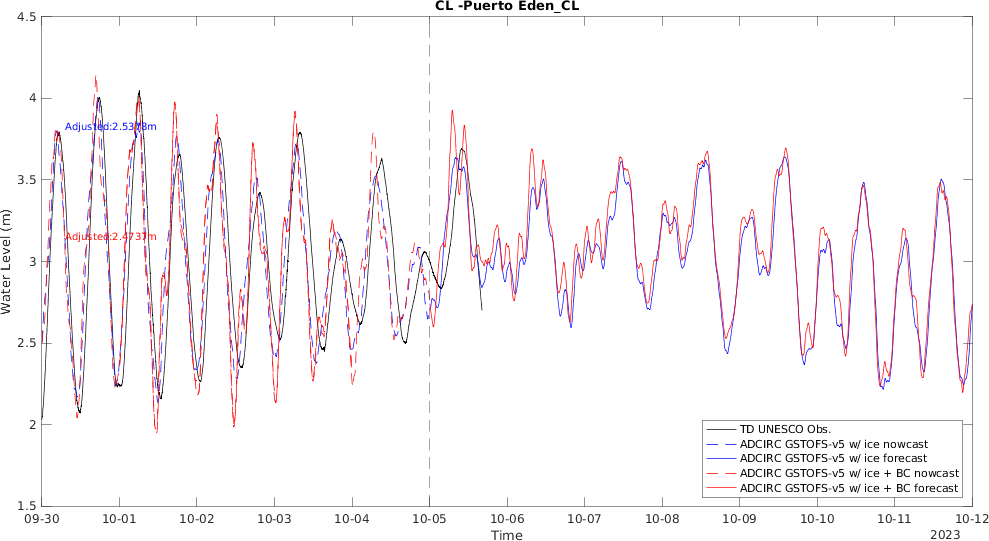 CL -Puerto Eden_CL
4.5
4
3.5
3
2.5
2
1.5
Water Level (m)
Adjusted:2.5378m
Adjusted:2.4737m
TD UNESCO Obs.
ADCIRC GSTOFS-v5 w/ ice nowcast
ADCIRC GSTOFS-v5 w/ ice forecast
ADCIRC GSTOFS-v5 w/ ice + BC nowcast
ADCIRC GSTOFS-v5 w/ ice + BC forecast
09-30 10-01 10-02 10-03 10-04 10-05 10-06 10-07 10-08 10-09 10-10 10-11 10-12
Time
2023